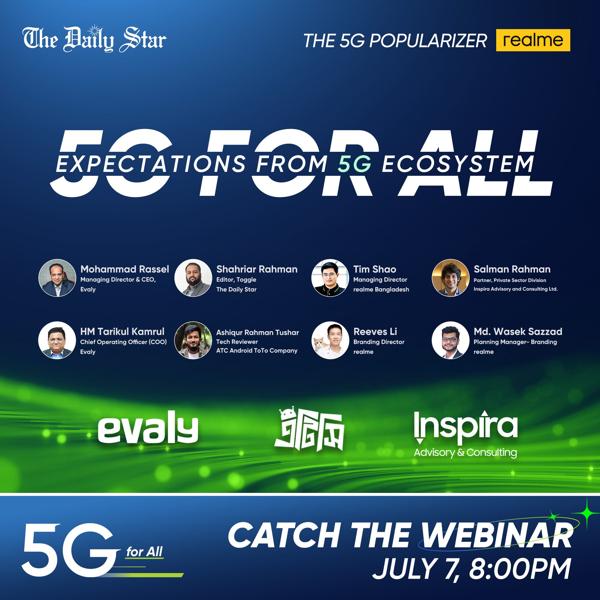 The Daily Star
THE 5G POPULARIZER realme
5G FOR ALL
EXPECTATIONS FROM 5G ECOSYSTEM
Mohammad Rassel
Managing Director & CEO,
Evaly
Shahriar Rahman
Editor, Toggle
The Daily Star
Tim Shao
Managing Director
realme Bangladesh
Salman Rahman
Partner, Private Sector Division
Inspira Advisory and Consulting Ltd.
HM Tarikul Kamrul
Chief Operating Officer (COO)
Evaly
Ashiqur Rahman Tushar
Tech Reviewer
ATC Android ToTo Company
Reeves Li
Branding Director
realme
Md. Wasek Sazzad
Planning Manager- Branding
realme
evaly
এটিসি
Inspira
Advisory & Consulting
5G for All
CATCH THE WEBINAR
JULY 7, 8:00PM